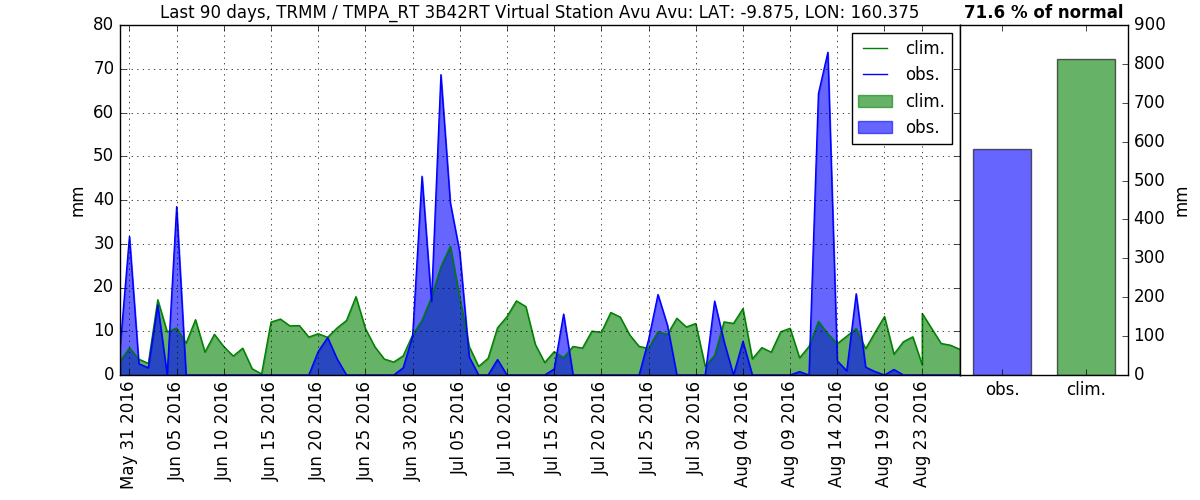 Last 90 days, TRMM / TMPA_RT 3B42RT Virtual Station Avu Avu: LAT: -9.875, LON: 160.375
71.6 % of normal
80
70
60
50
40
30
20
10
0
mm
clim.
obs.
clim.
obs.
May 31 2016
Jun 05 2016
Jun 10 2016
Jun 15 2016
Jun 20 2016
Jun 25 2016
Jun 30 2016
Jul 05 2016
Jul 10 2016
Jul 15 2016
Jul 20 2016
Jul 25 2016
Jul 30 2016
Aug 04 2016
Aug 09 2016
Aug 14 2016
Aug 19 2016
Aug 23 2016
900
800
700
600
500
400
300
200
100
0
mm
obs.
clim.